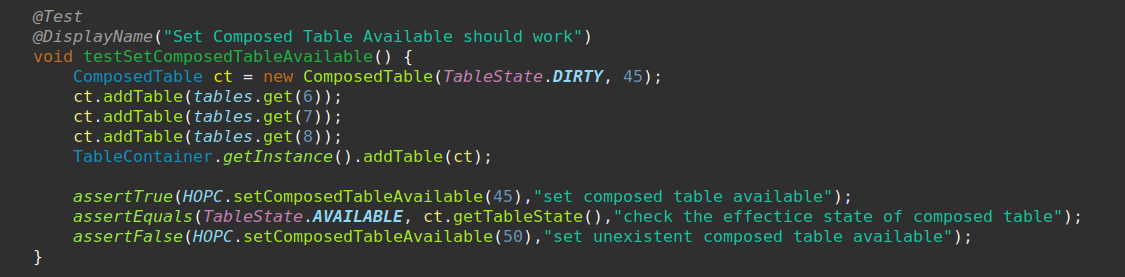 @Test
@DisplayName("Set Composed Table Available should work")
void testSetComposedTableAvailable() {
    ComposedTable ct = new ComposedTable(TableState.DIRTY, 45);
    ct.addTable(tables.get(6));
    ct.addTable(tables.get(7));
    ct.addTable(tables.get(8));
    TableContainer.getInstance().addTable(ct);

    assertTrue(HOPC.setComposedTableAvailable(45),"set composed table available");
    assertEquals(TableState.AVAILABLE, ct.getTableState(),"check the effectice state of composed table");
    assertFalse(HOPC.setComposedTableAvailable(50),"set unexistent composed table available");
}